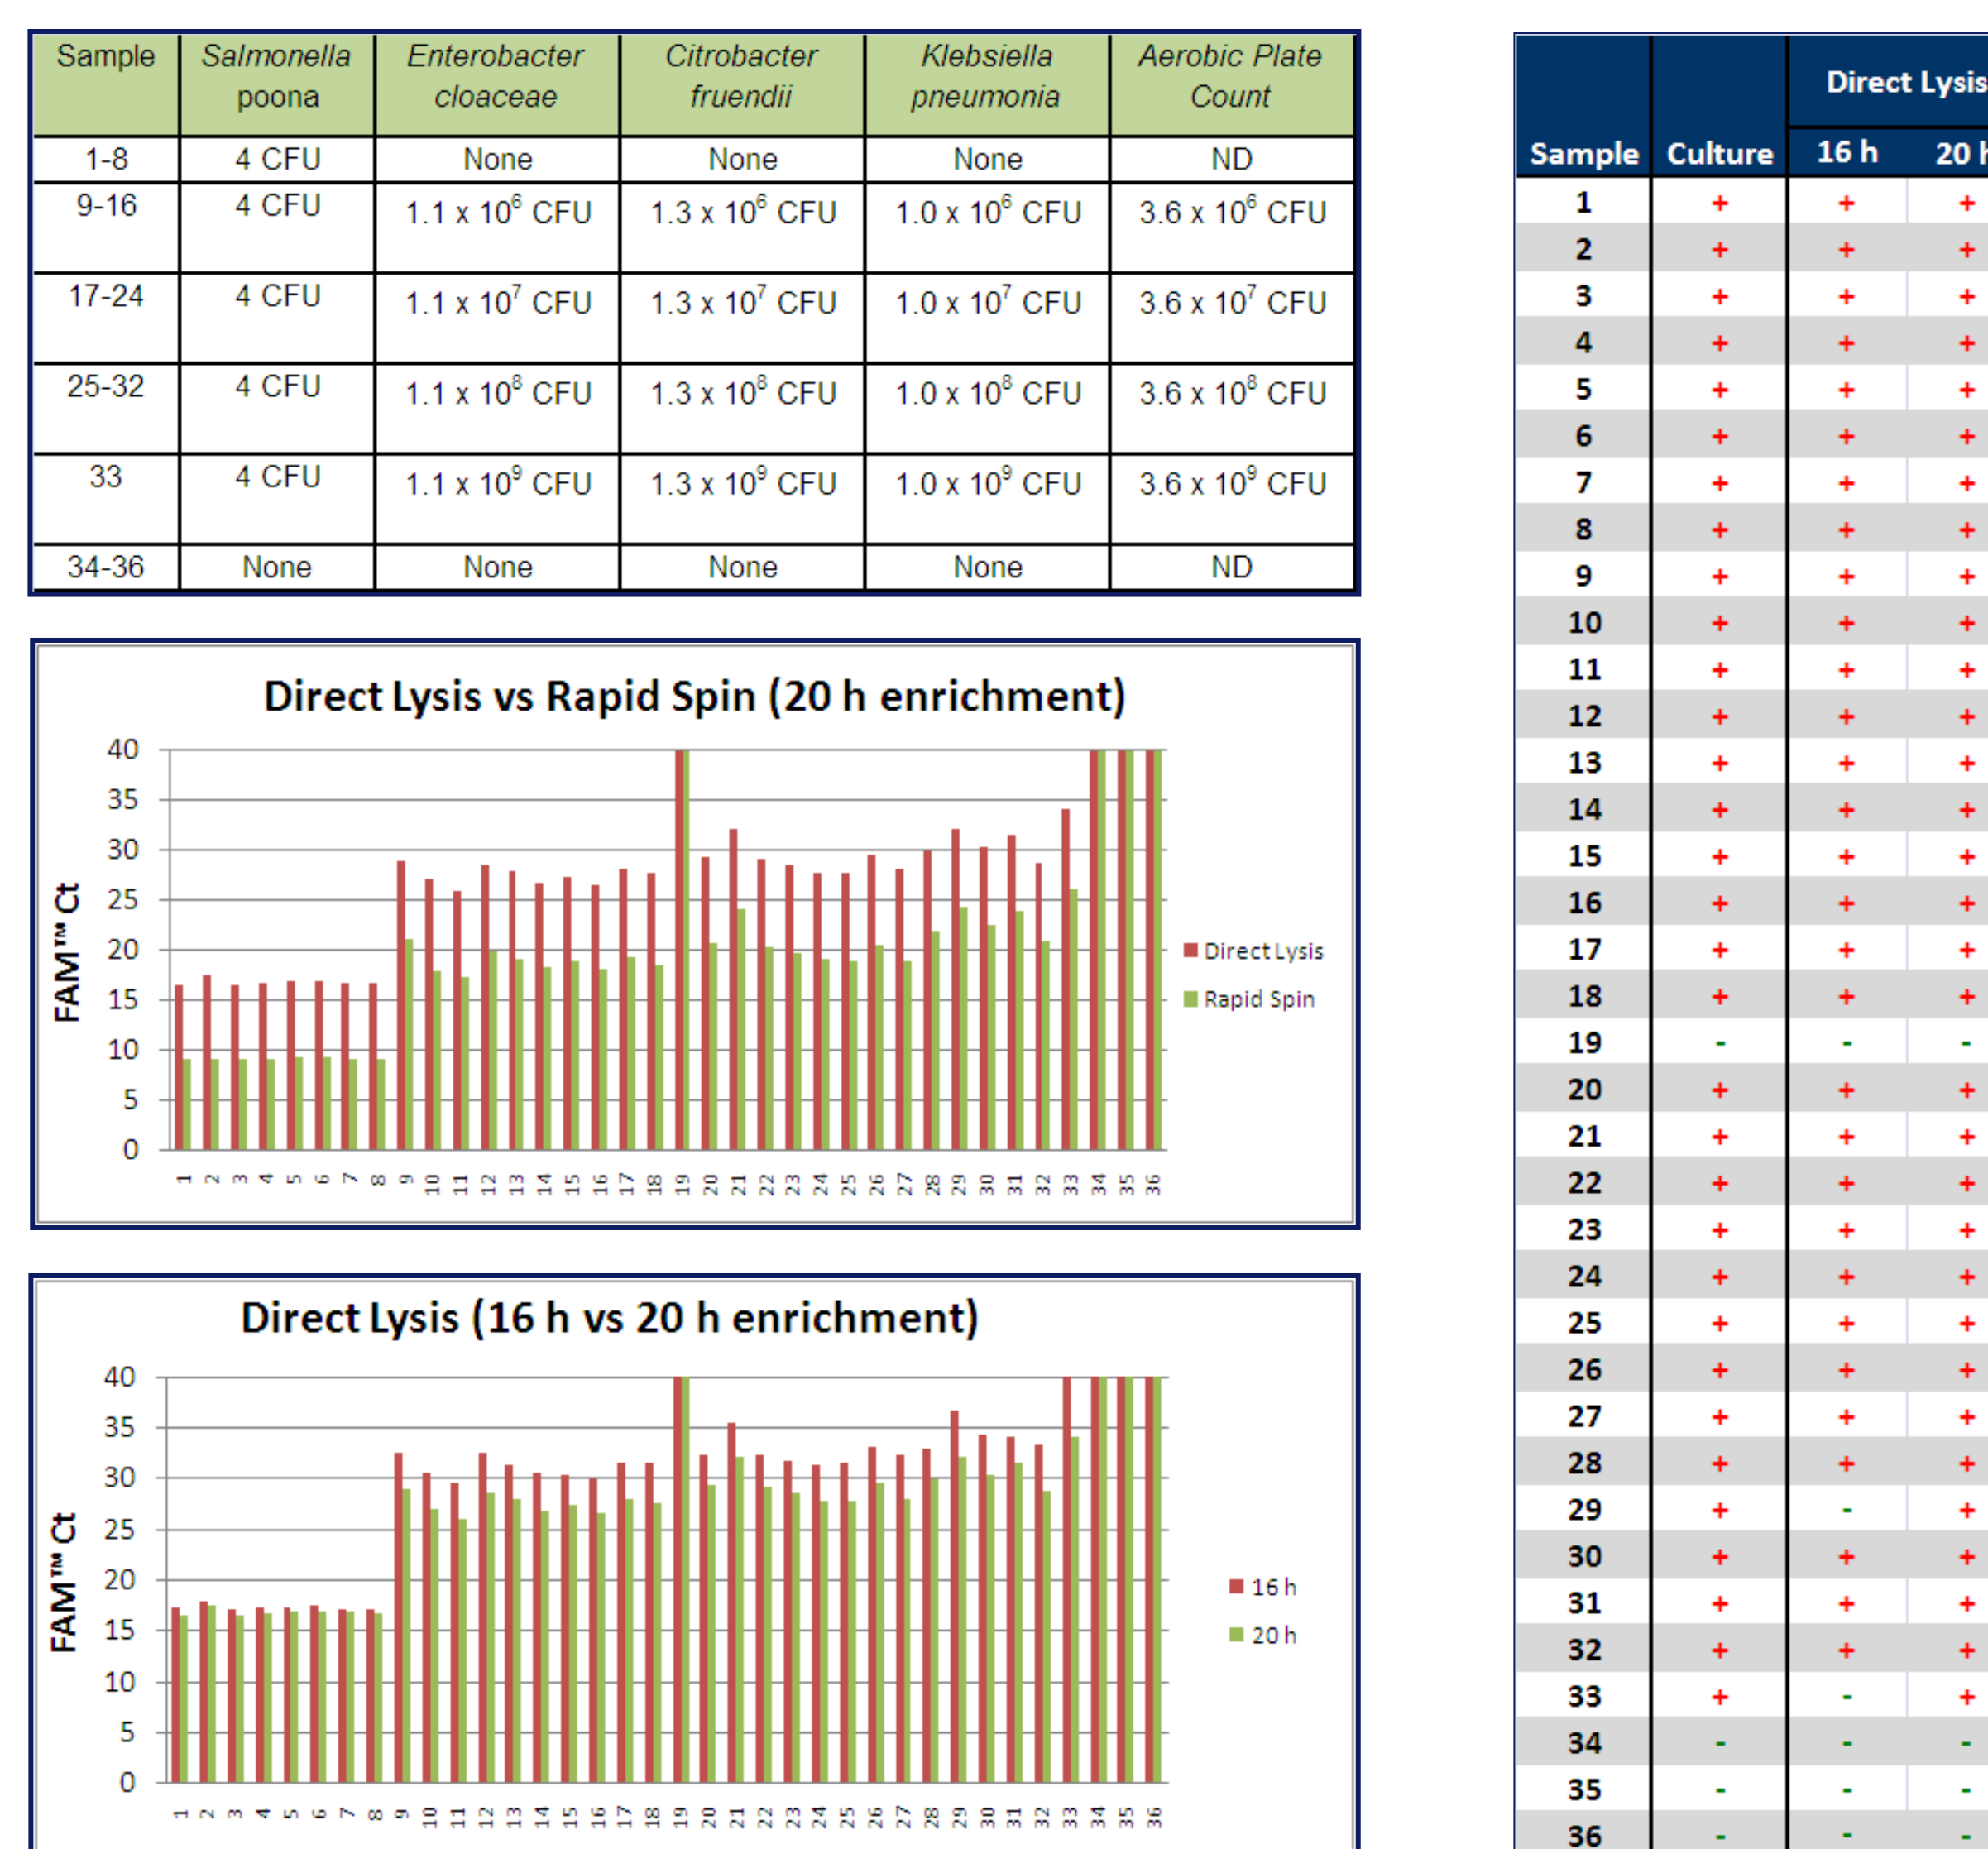 Sample Salmonella Enterobacter Citrobacter Klebsiella Aerobic Plate
poona cloaceae fruendii pneumonia Count
1-8 4 CFU None None None ND
9-16 4 CFU 1.1 x 10⁶ CFU 1.3 x 10⁶ CFU 1.0 x 10⁶ CFU 3.6 x 10⁶ CFU
17-24 4 CFU 1.1 x 10⁷ CFU 1.3 x 10⁷ CFU 1.0 x 10⁷ CFU 3.6 x 10⁷ CFU
25-32 4 CFU 1.1 x 10⁸ CFU 1.3 x 10⁸ CFU 1.0 x 10⁸ CFU 3.6 x 10⁸ CFU
33 4 CFU 1.1 x 10⁹ CFU 1.3 x 10⁹ CFU 1.0 x 10⁹ CFU 3.6 x 10⁹ CFU
34-36 None None None None ND
Direct Lysis vs Rapid Spin (20 h enrichment)
FAM™ Ct
40
35
30
25
20
15
10
5
0
1 2 3 4 5 6 7 8 9 10 11 12 13 14 15 16 17 18 19 20 21 22 23 24 25 26 27 28 29 30 31 32 33 34 35 36
Direct Lysis
Rapid Spin
Direct Lysis (16 h vs 20 h enrichment)
FAM™ Ct
40
35
30
25
20
15
10
5
0
1 2 3 4 5 6 7 8 9 10 11 12 13 14 15 16 17 18 19 20 21 22 23 24 25 26 27 28 29 30 31 32 33 34 35 36
16 h
20 h
Direct Lysis
Sample Culture 16 h 20 h
1 + + +
2 + + +
3 + + +
4 + + +
5 + + +
6 + + +
7 + + +
8 + + +
9 + + +
10 + + +
11 + + +
12 + + +
13 + + +
14 + + +
15 + + +
16 + + +
17 + + +
18 + + +
19 - - -
20 + + +
21 + + +
22 + + +
23 + + +
24 + + +
25 + + +
26 + + +
27 + + +
28 + + +
29 + - +
30 + + +
31 + + +
32 + + +
33 + - +
34 - - -
35 - - -
36 - - -